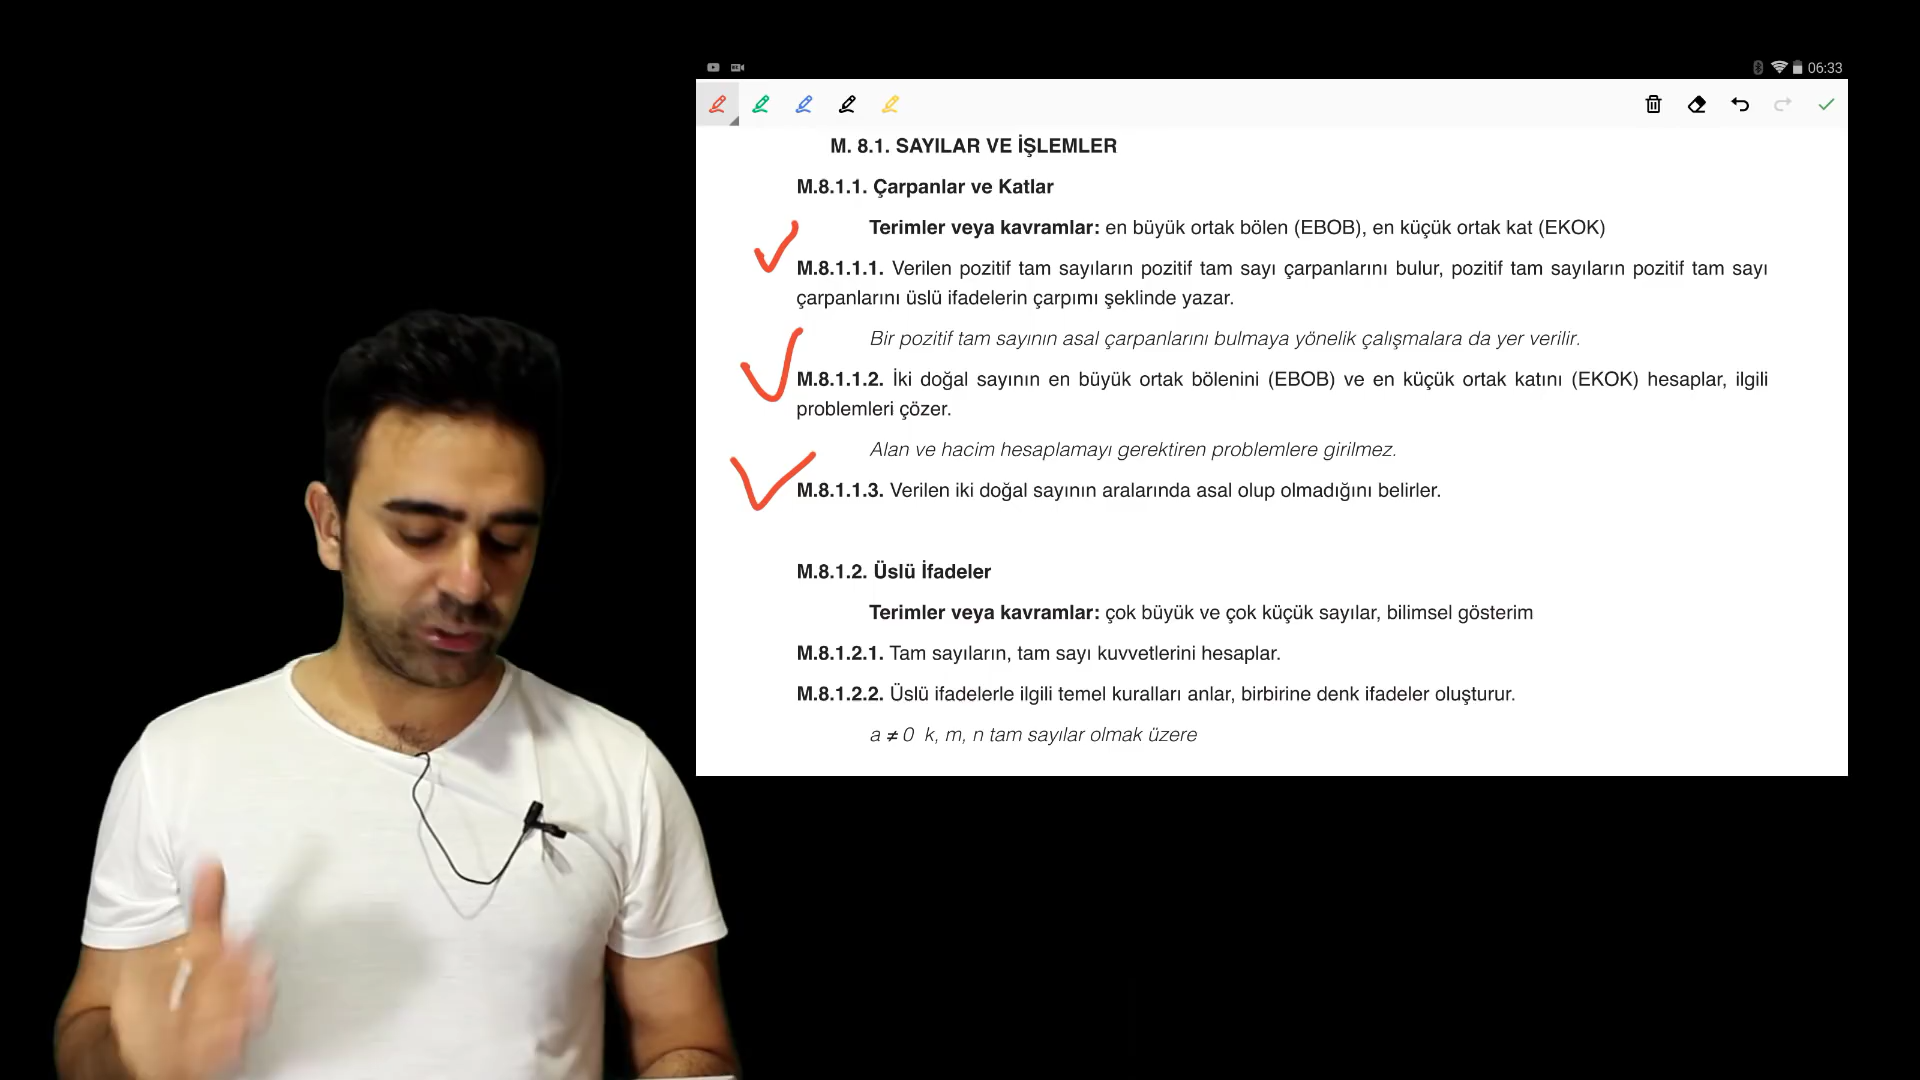 06:33
M. 8.1. SAYILAR VE İŞLEMLER
M.8.1.1. Çarpanlar ve Katlar
Terimler veya kavramlar: en büyük ortak bölen (EBOB), en küçük ortak kat (EKOK)
M.8.1.1.1. Verilen pozitif tam sayıların pozitif tam sayı çarpanlarını bulur, pozitif tam sayıların pozitif tam sayı
çarpanlarını üslü ifadelerin çarpımı şeklinde yazar.
Bir pozitif tam sayının asal çarpanlarını bulmaya yönelik çalışmalara da yer verilir.
M.8.1.1.2. İki doğal sayının en büyük ortak bölenini (EBOB) ve en küçük ortak katını (EKOK) hesaplar, ilgili
problemleri çözer.
Alan ve hacim hesaplamayı gerektiren problemlere girilmez.
M.8.1.1.3. Verilen iki doğal sayının aralarında asal olup olmadığını belirler.
M.8.1.2. Üslü İfadeler
Terimler veya kavramlar: çok büyük ve çok küçük sayılar, bilimsel gösterim
M.8.1.2.1. Tam sayıların, tam sayı kuvvetlerini hesaplar.
M.8.1.2.2. Üslü ifadelerle ilgili temel kuralları anlar, birbirine denk ifadeler oluşturur.
a ≠ 0 k, m, n tam sayılar olmak üzere